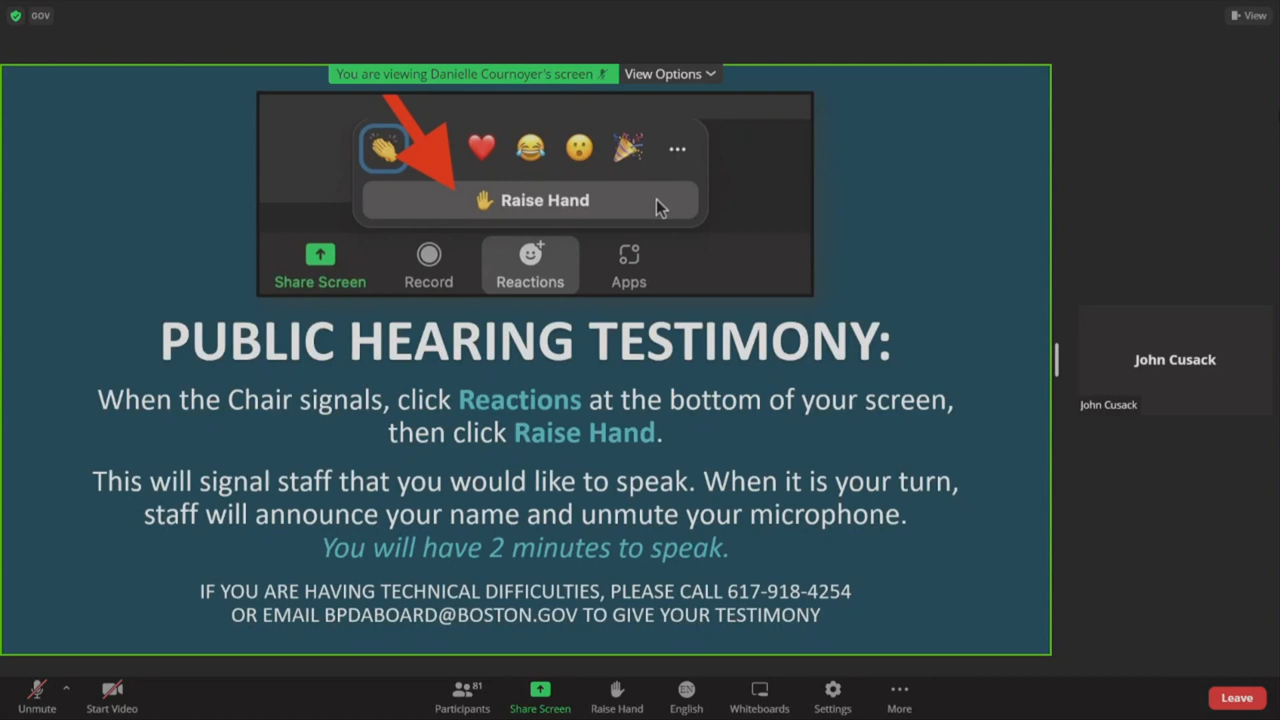 GOV
View
You are viewing Danielle Cournoyer's screen
View Options
Raise Hand
Share Screen
Record
Reactions
Apps
PUBLIC HEARING TESTIMONY:
When the Chair signals, click Reactions at the bottom of your screen,
then click Raise Hand.
This will signal staff that you would like to speak. When it is your turn,
staff will announce your name and unmute your microphone.
You will have 2 minutes to speak.
IF YOU ARE HAVING TECHNICAL DIFFICULTIES, PLEASE CALL 617-918-4254
OR EMAIL BPDABOARD@BOSTON.GOV TO GIVE YOUR TESTIMONY
John Cusack
John Cusack
Unmute
Start Video
Participants
81
Share Screen
Raise Hand
EN
English
Whiteboards
Settings
More
Leave